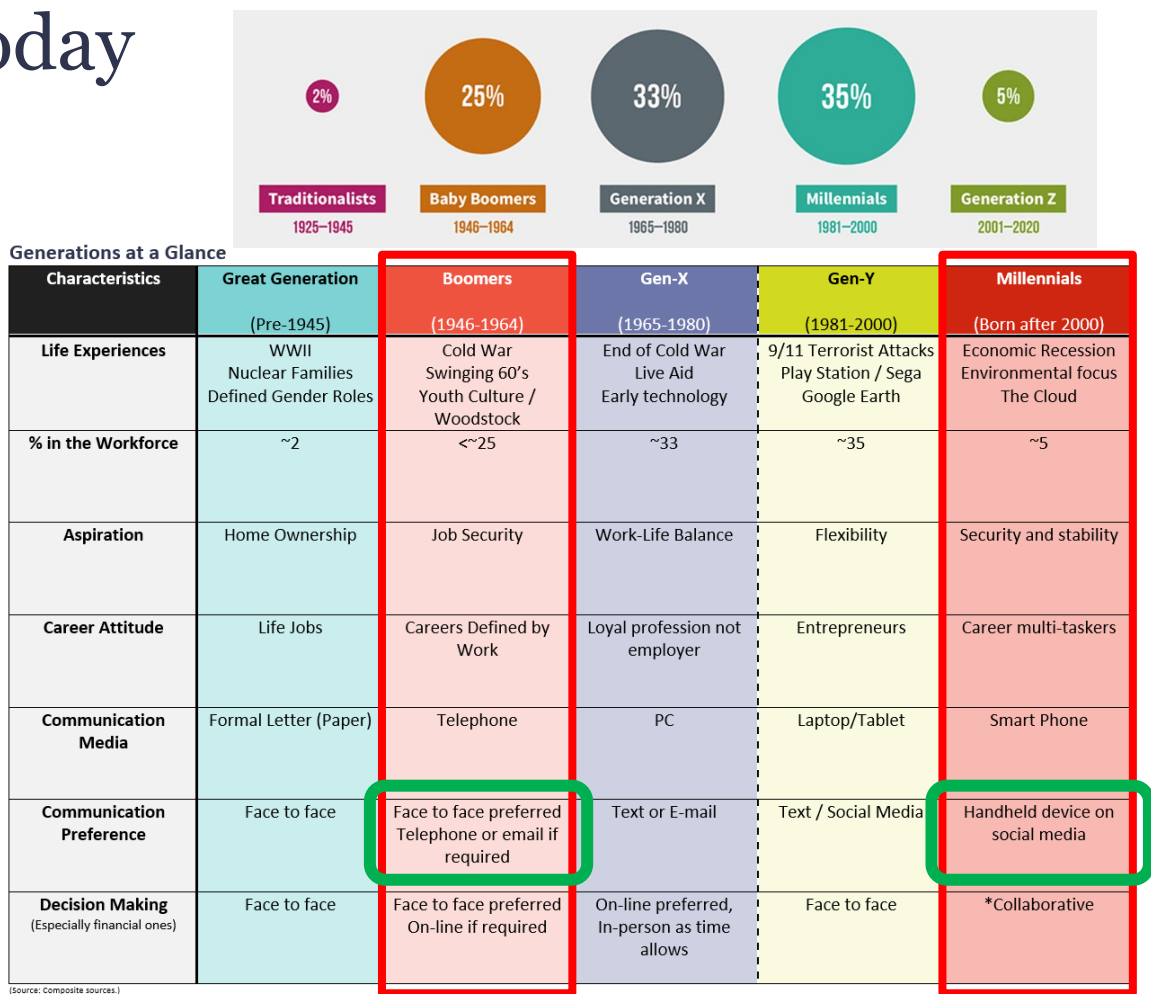 oday
2% 25% 33% 35% 5%
Traditionalists Baby Boomers Generation X Millennials Generation Z
1925–1945 1946–1964 1965–1980 1981–2000 2001–2020
Generations at a Glance
Characteristics Great Generation Boomers Gen-X Gen-Y Millennials
(Pre-1945) (1946-1964) (1965-1980) (1981-2000) (Born after 2000)
Life Experiences WWII Cold War End of Cold War 9/11 Terrorist Attacks Economic Recession
Nuclear Families Swinging 60's Live Aid Play Station / Sega Environmental focus
Defined Gender Roles Youth Culture / Early technology Google Earth The Cloud
Woodstock
% in the Workforce ~2 <~25 ~33 ~35 ~5
Aspiration Home Ownership Job Security Work-Life Balance Flexibility Security and stability
Career Attitude Life Jobs Careers Defined by Loyal profession not Entrepreneurs Career multi-taskers
Work employer
Communication Formal Letter (Paper) Telephone PC Laptop/Tablet Smart Phone
Media
Communication Face to face Face to face preferred Text or E-mail Text / Social Media Handheld device on
Preference Telephone or email if social media
required
Decision Making Face to face Face to face preferred On-line preferred, Face to face *Collaborative
(Especially financial ones) On-line if required In-person as time
allows
(Source: Composite sources.)